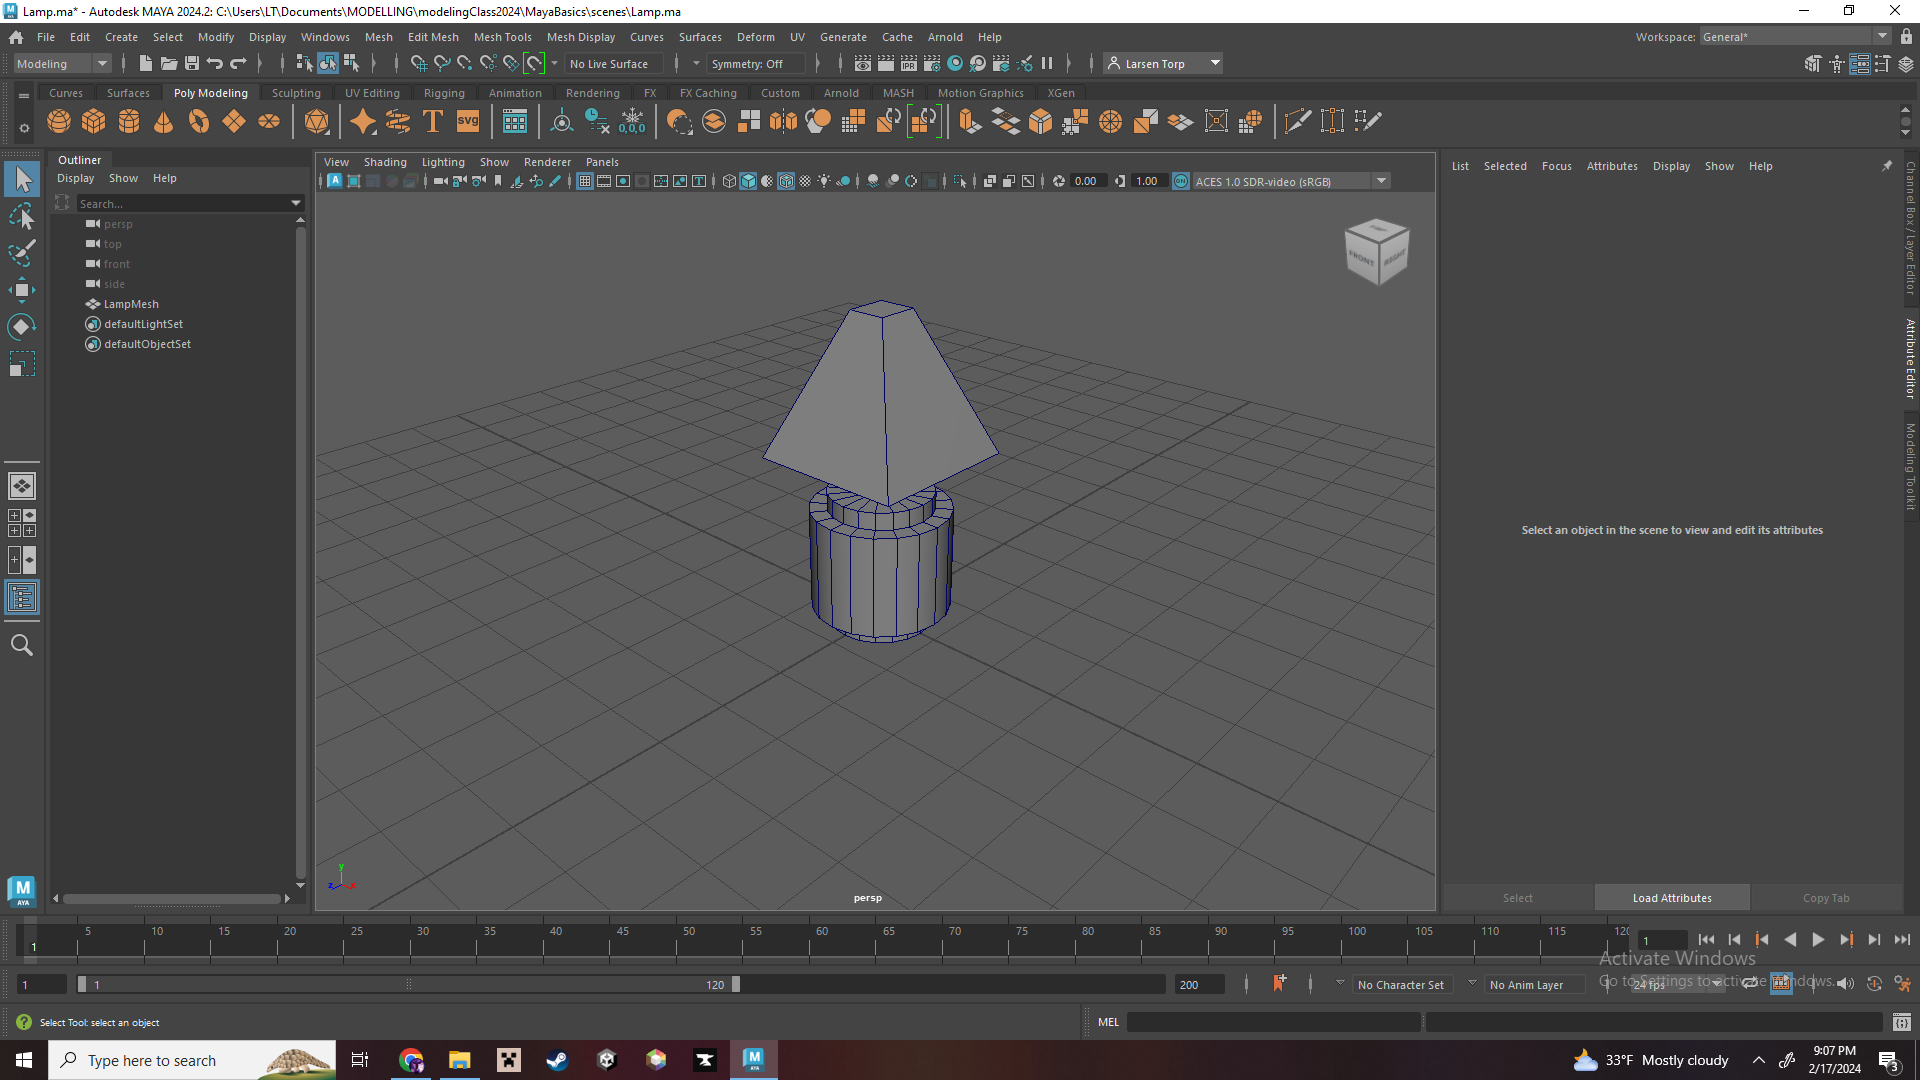 Lamp.ma* - Autodesk MAYA 2024.2: C:\Users\LT\Documents\MODELLING\modelingClass2024\MayaBasics\scenes\Lamp.ma
File Edit Create Select Modify Display Windows Mesh Edit Mesh Mesh Tools Mesh Display Curves Surfaces Deform UV Generate Cache Arnold Help Workspace: General*
Modeling No Live Surface Symmetry: Off Larsen Torp
Curves Surfaces Poly Modeling Sculpting UV Editing Rigging Animation Rendering FX FX Caching Custom Arnold MASH Motion Graphics XGen
T svg 0,0,0
Outliner
Display Show Help
Search...
persp
top
front
side
LampMesh
defaultLightSet
defaultObjectSet
View Shading Lighting Show Renderer Panels
0.00 1.00 ACES 1.0 SDR-video (sRGB)
FRONT RIGHT
y
z x
persp
List Selected Focus Attributes Display Show Help
Channel Box / Layer Editor
Attribute Editor
Modeling Toolkit
Select an object in the scene to view and edit its attributes
Select Load Attributes Copy Tab
M
AYA
1 5 10 15 20 25 30 35 40 45 50 55 60 65 70 75 80 85 90 95 100 105 110 115 120 1
Activate Windows
Go to Settings to activate Windows.
1 1 120 200 No Character Set No Anim Layer 24 fps
Select Tool: select an object MEL
Type here to search 33°F Mostly cloudy 9:07 PM
2/17/2024 3